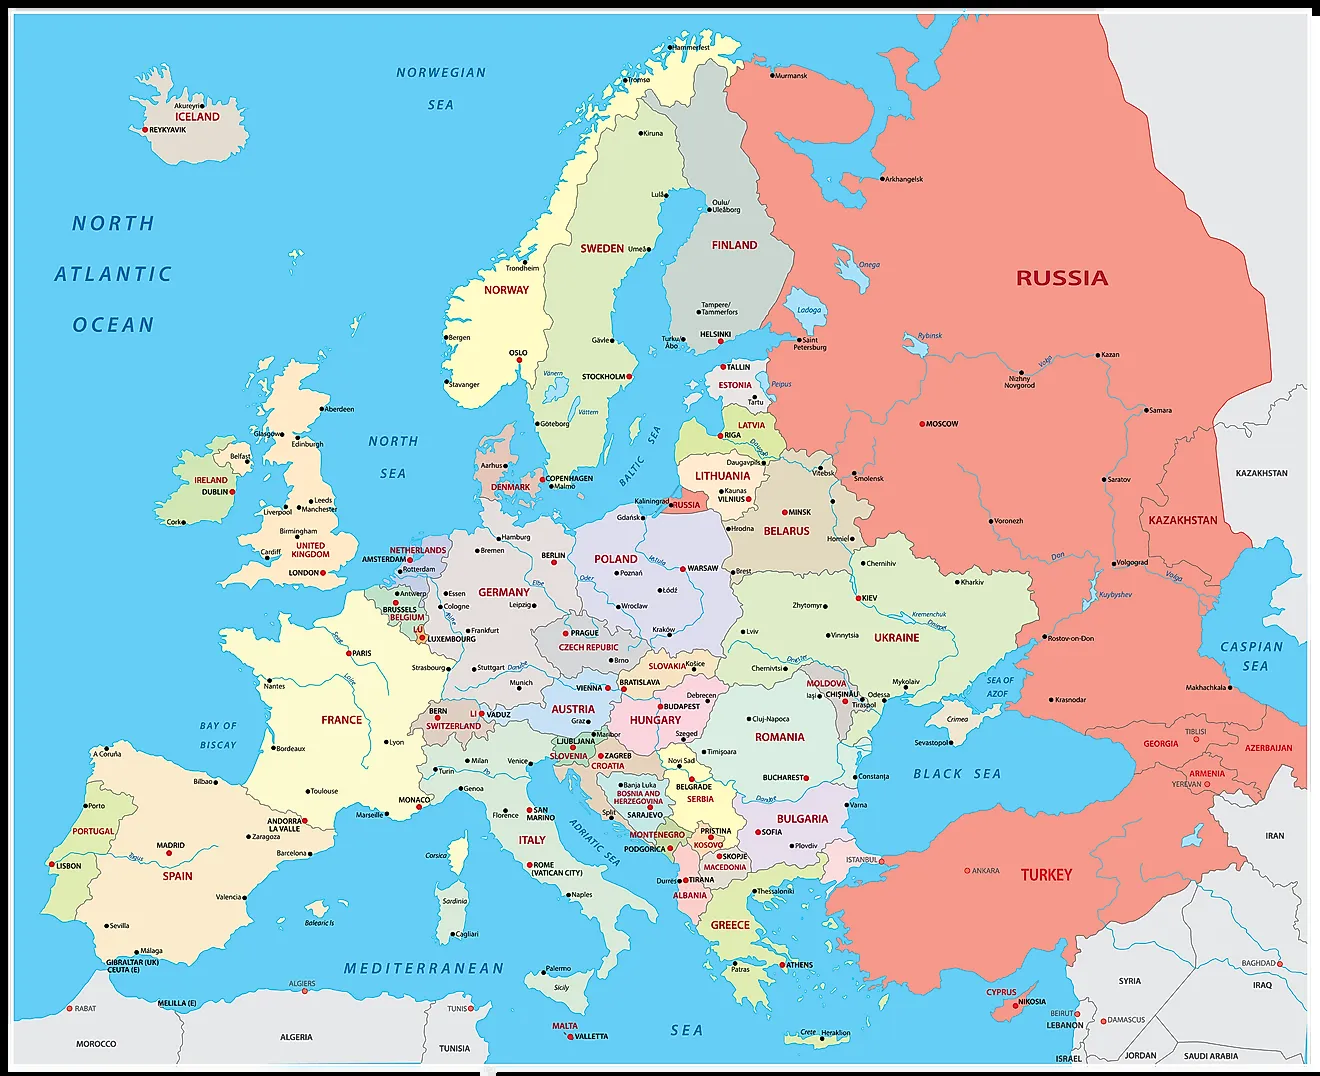 NORWEGIAN
SEA
Hammerfest
Tromsø
Murmansk
Akureyri
ICELAND
REYKYAVIK
Kiruna
Arkhangelsk
Luleå
Oulu/
Uleåborg
NORTH
ATLANTIC
OCEAN
SWEDEN
Umeå
FINLAND
Trondheim
NORWAY
Onega
RUSSIA
Tampere/
Tammerfors
Ladoga
Bergen
OSLO
Gävle
Turku/
Åbo
HELSINKI
Saint
Petersburg
Rybinsk
Volga
Kazan
Nizhny
Novgorod
Stavanger
STOCKHOLM
Vänern
Vättern
TALLIN
ESTONIA
Peipus
Tartu
Samara
Aberdeen
Glasgow
Edinburgh
Göteborg
LATVIA
RIGA
Daugava
MOSCOW
NORTH
SEA
BALTIC SEA
Belfast
IRELAND
DUBLIN
Cork
Aarhus
DENMARK
COPENHAGEN
Malmö
Daugavpils
LITHUANIA
Kaunas
VILNIUS
Vitebsk
Smolensk
Saratov
KAZAKHSTAN
Leeds
Manchester
Liverpool
Birmingham
Cardiff
UNITED
KINGDOM
LONDON
Kaliningrad
RUSSIA
Gdańsk
MINSK
BELARUS
Hrodna
Homiel
Brest
Voronezh
KAZAKHSTAN
Hamburg
Bremen
NETHERLANDS
AMSTERDAM
Rotterdam
BERLIN
POLAND
Wisła
WARSAW
Poznań
Łódź
Wroclaw
Kraków
Chernihiv
KIEV
Kharkiv
Don
Volgograd
Volga
Kuybyshev
Antwerp
BRUSSELS
BELGIUM
LU
LUXEMBOURG
Essen
Cologne
Rhine
GERMANY
Leipzig
Elbe
Oder
Frankfurt
PRAGUE
CZECH REPUBIC
Brno
Zhytomyr
Kremenchuk
Dnieper
Lviv
Vinnytsia
UKRAINE
Rostov-on-Don
Seine
PARIS
Loire
Nantes
FRANCE
Strasbourg
Stuttgart
Danube
Munich
VIENNA
BRATISLAVA
SLOVAKIA
Košice
Chernivtsi
Dniester
MOLDOVA
Iaşi
CHIŞINĂU
Tiraspol
Odessa
Mykolaiv
SEA OF
AZOF
Krasnodar
Makhachkala
CASPIAN
SEA
BERN
SWITZERLAND
LI
VADUZ
AUSTRIA
Graz
Debrecen
BUDAPEST
HUNGARY
Szeged
Cluj-Napoca
ROMANIA
Timişoara
BUCHAREST
Danube
Constanța
Crimea
Sevastopol
BLACK SEA
BAY OF
BISCAY
Lyon
Bordeaux
Toulouse
Marseille
MONACO
ANDORRA
LA VALLE
Milan
Turin
Po
Genoa
Venice
LJUBLJANA
SLOVENIA
Maribor
ZAGREB
CROATIA
Novi Sad
BELGRADE
SERBIA
Banja Luka
BOSNIA AND
HERZEGOVINA
SARAJEVO
Split
TIBLISI
GEORGIA
AZERBAIJAN
ARMENIA
YEREVAN
A Coruña
Bilbao
Porto
PORTUGAL
LISBON
Tagus
MADRID
SPAIN
Zaragoza
Barcelona
Valencia
Sevilla
Málaga
GIBRALTAR (UK)
CEUTA (E)
Balearic Is
Corsica
Sardinia
Cagliari
Florence
SAN
MARINO
ITALY
ROME
(VATICAN CITY)
Naples
ADRIATIC SEA
MONTENEGRO
PODGORICA
PRISTINA
KOSOVO
SKOPJE
MACEDONIA
Durrës
TIRANA
ALBANIA
Varna
BULGARIA
SOFIA
Plovdiv
ISTANBUL
ANKARA
TURKEY
IRAN
Thessaloniki
GREECE
Patras
ATHENS
MEDITERRANEAN
SEA
Palermo
Sicily
MALTA
VALLETTA
Crete
Heraklion
CYPRUS
NIKOSIA
BEIRUT
LEBANON
DAMASCUS
SYRIA
BAGHDAD
IRAQ
RABAT
MELILLA (E)
ALGIERS
TUNIS
MOROCCO
ALGERIA
TUNISIA
ISRAEL
JORDAN
SAUDI ARABIA